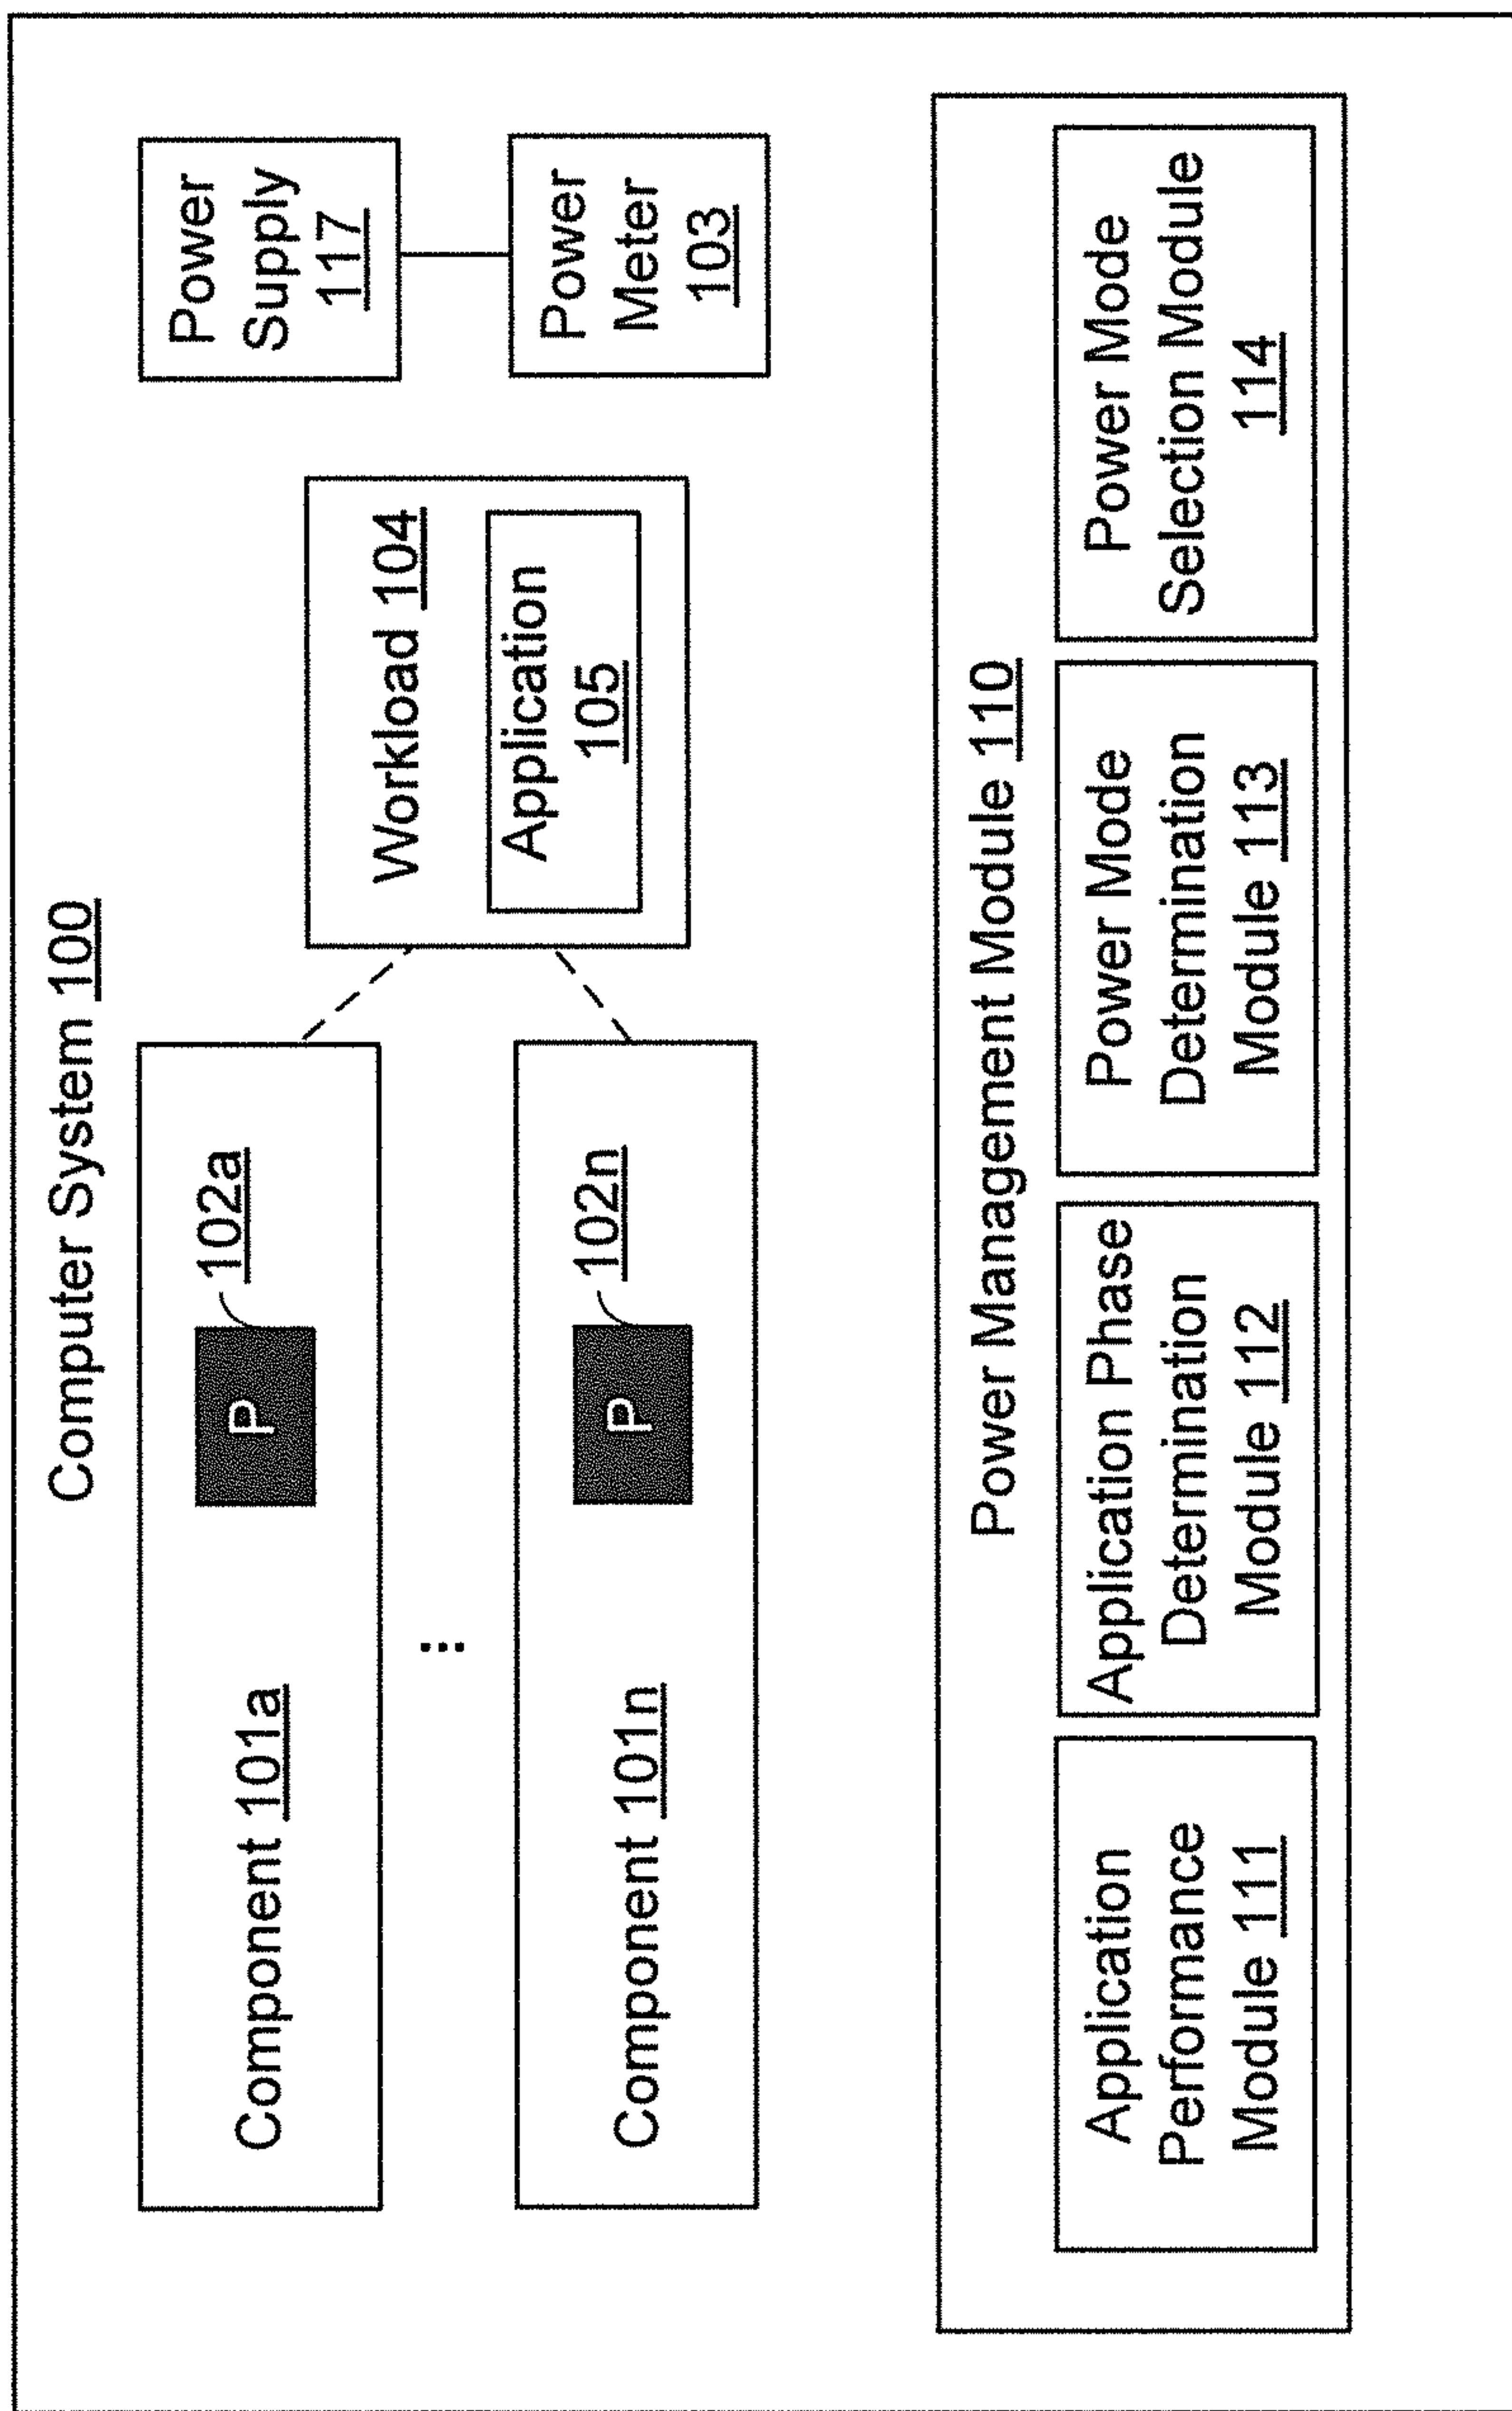 Computer System 100
Component 101a
P
102a
...
Component 101n
P
102n
Workload 104
Application
105
Power
Supply
117
Power
Meter
103
Power Management Module 110
Application
Performance
Module 111
Application Phase
Determination
Module 112
Power Mode
Determination
Module 113
Power Mode
Selection Module
114